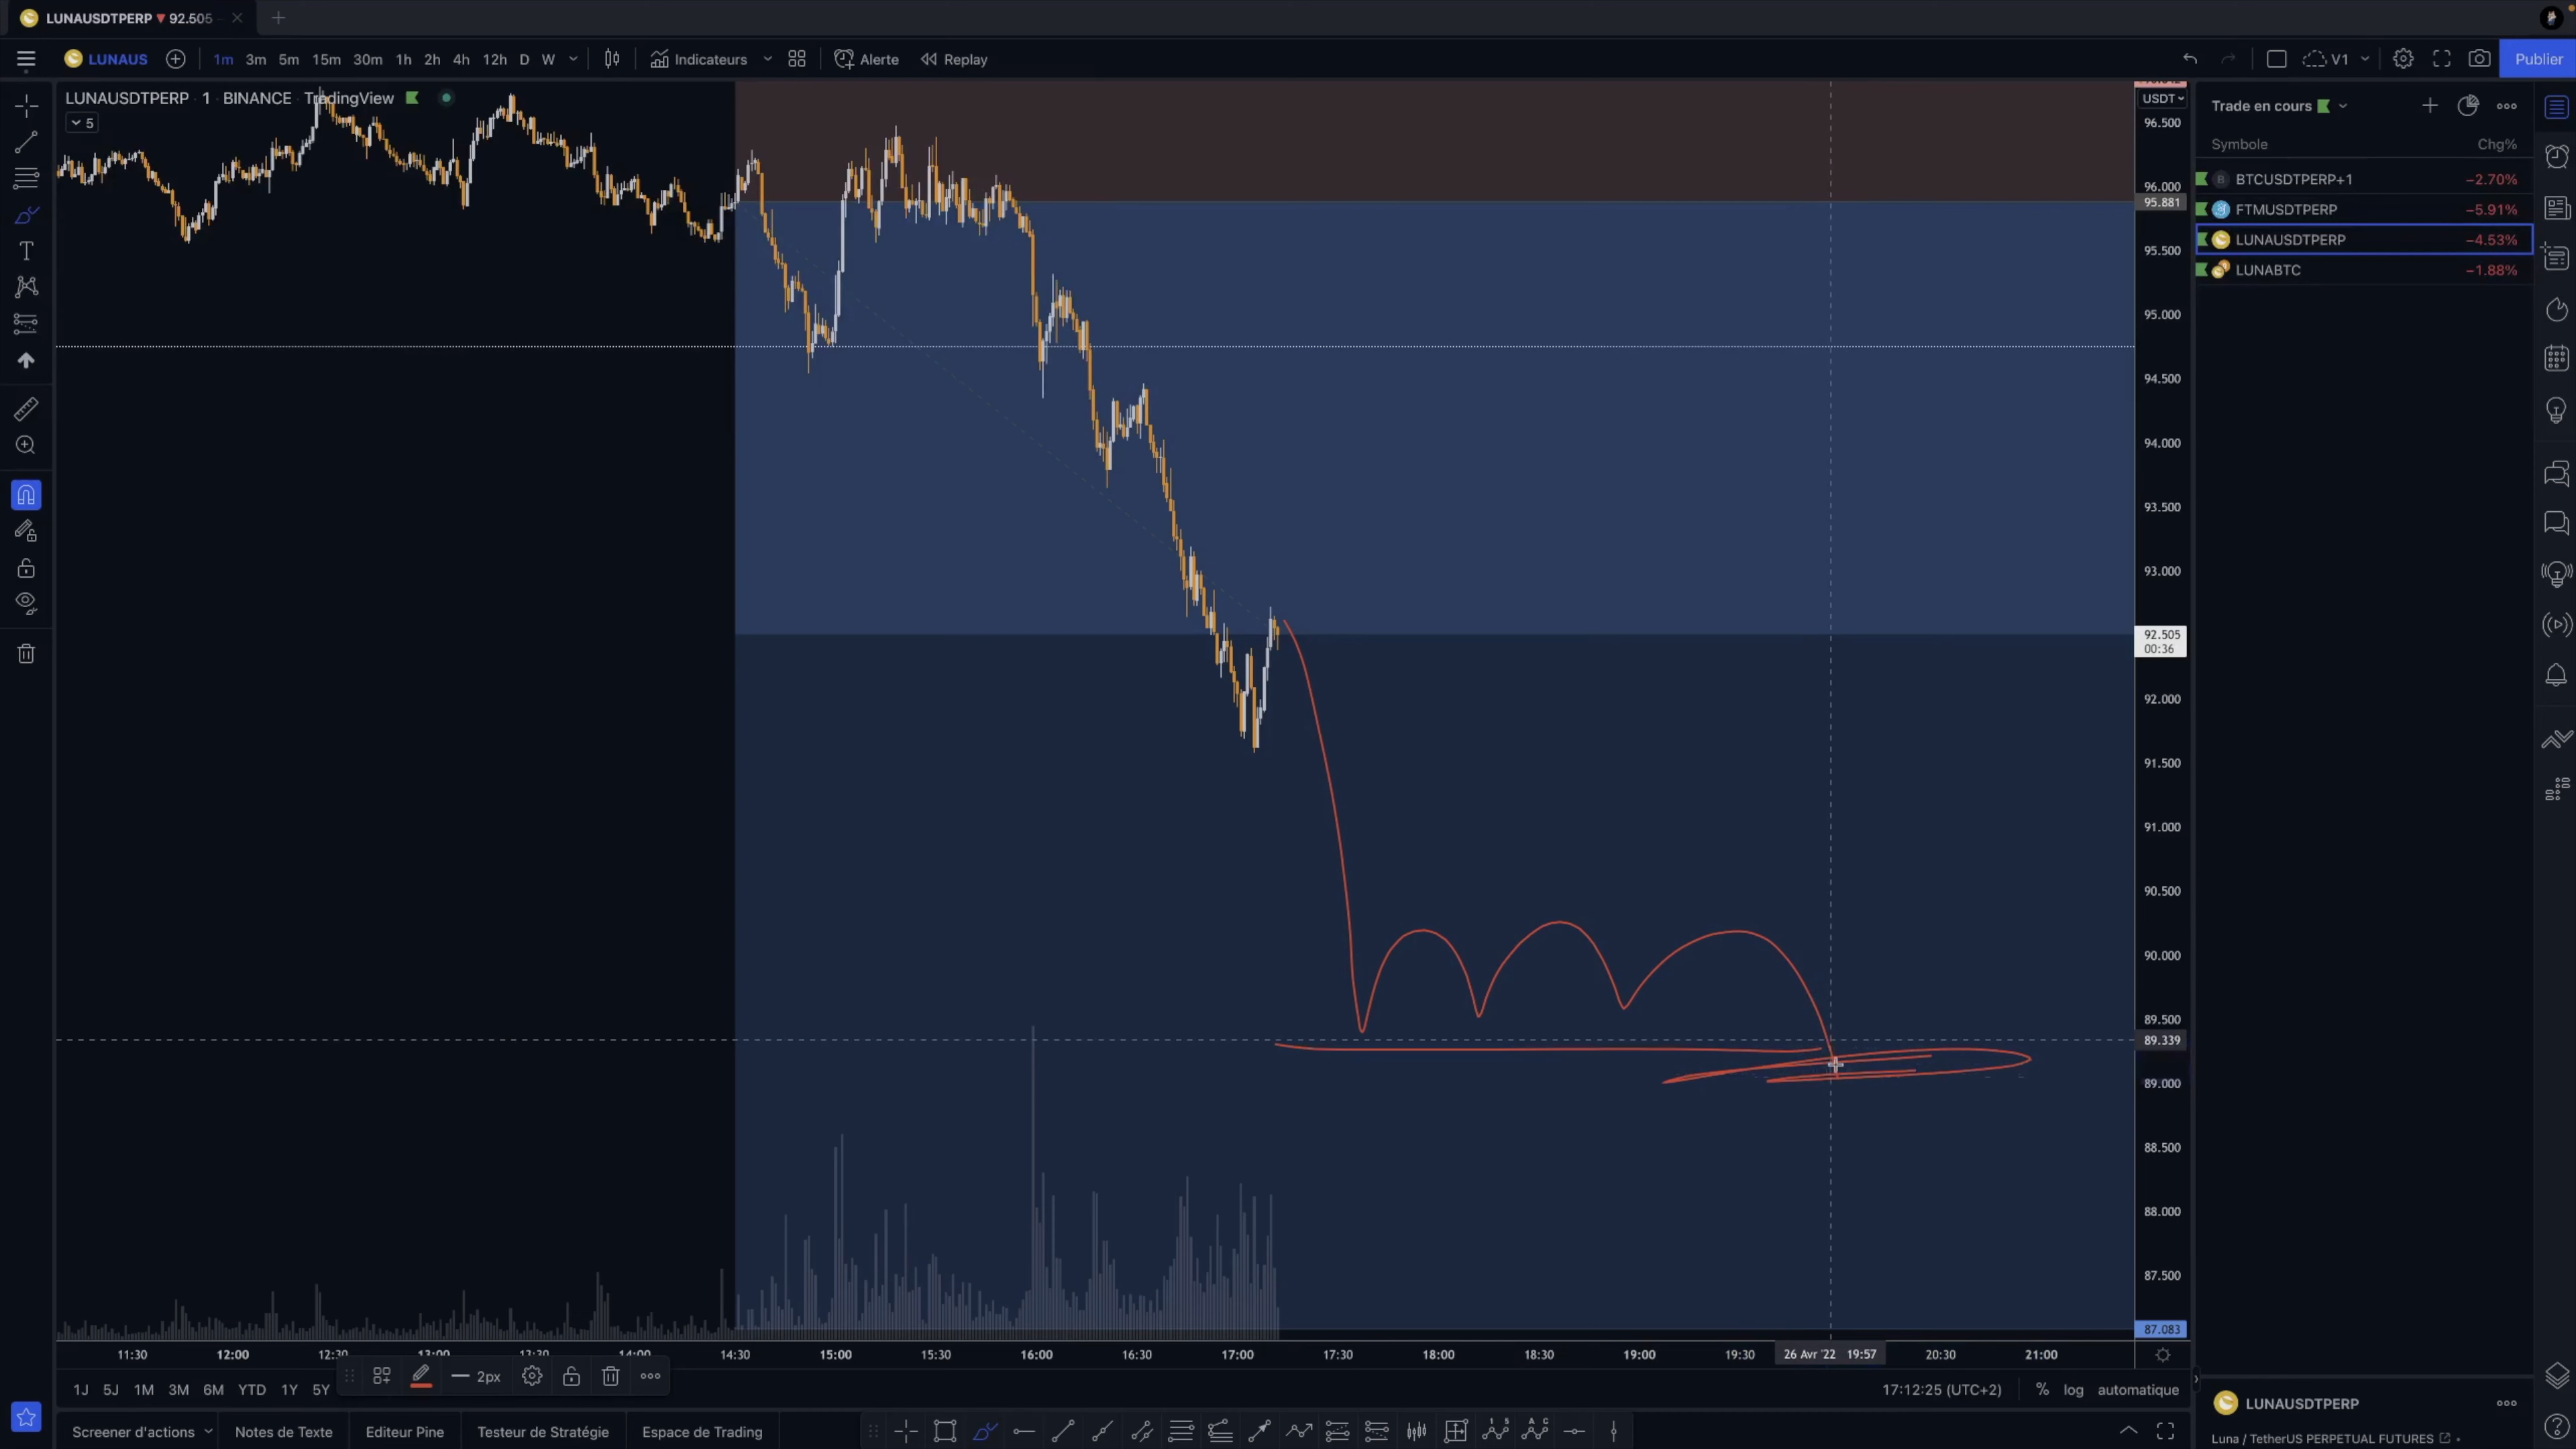 LUNAUSDTPERP ▼ 92.505
LUNAUS 1m 3m 5m 15m 30m 1h 2h 4h 12h D W Indicateurs Alerte Replay V1 Publier
LUNAUSDTPERP 1 BINANCE TradingView
5
USDT
96.500
96.000
95.881
95.500
95.000
94.500
94.000
93.500
93.000
92.505
00:36
92.000
91.500
91.000
90.500
90.000
89.500
89.339
89.000
88.500
88.000
87.500
87.083
Trade en cours
Symbole Chg%
BTCUSDTPERP+1 −2.70%
FTMUSDTPERP −5.91%
LUNAUSDTPERP −4.53%
LUNABTC −1.88%
11:30 12:00 12:30 13:00 13:30 14:00 14:30 15:00 15:30 16:00 16:30 17:00 17:30 18:00 18:30 19:00 19:30 26 Avr '22 19:57 20:30 21:00
2px
1J 5J 1M 3M 6M YTD 1Y 5Y 17:12:25 (UTC+2) % log automatique
Screener d'actions Notes de Texte Editeur Pine Testeur de Stratégie Espace de Trading
LUNAUSDTPERP
Luna / TetherUS PERPETUAL FUTURES